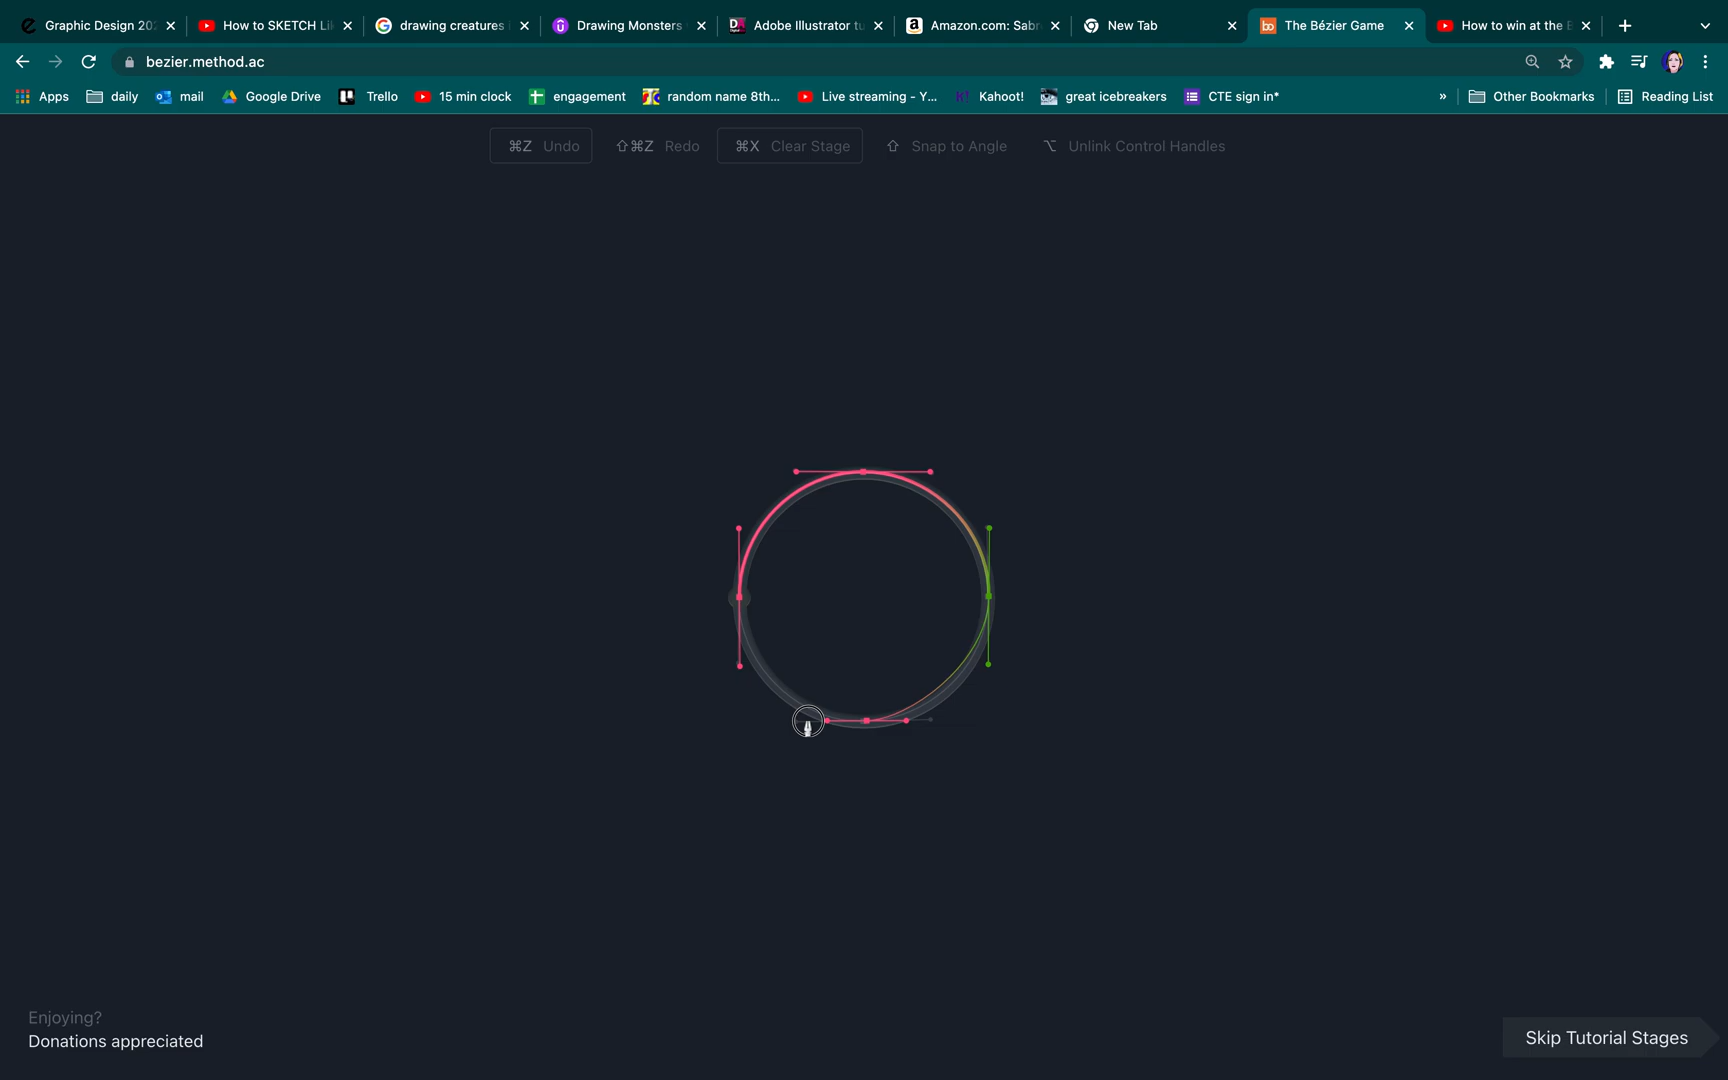 Graphic Design 202
How to SKETCH Li
drawing creatures
Drawing Monsters
Adobe Illustrator tu
Amazon.com: Sabr
New Tab
The Bézier Game
How to win at the B
bezier.method.ac
Apps
daily
mail
Google Drive
Trello
15 min clock
engagement
random name 8th...
Live streaming - Y...
Kahoot!
great icebreakers
CTE sign in*
»
Other Bookmarks
Reading List
⌘Z Undo
⇧⌘Z Redo
⌘X Clear Stage
⇧ Snap to Angle
⌥ Unlink Control Handles
Enjoying?
Donations appreciated
Skip Tutorial Stages